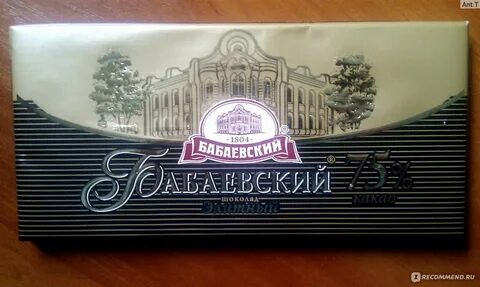 Ant.T
1804
БАБАЕВСКИЙ ®
БАБАЕВСКИЙ ® 75%
ШОКОЛАД какао
Элитный
IRECOMMEND.RU